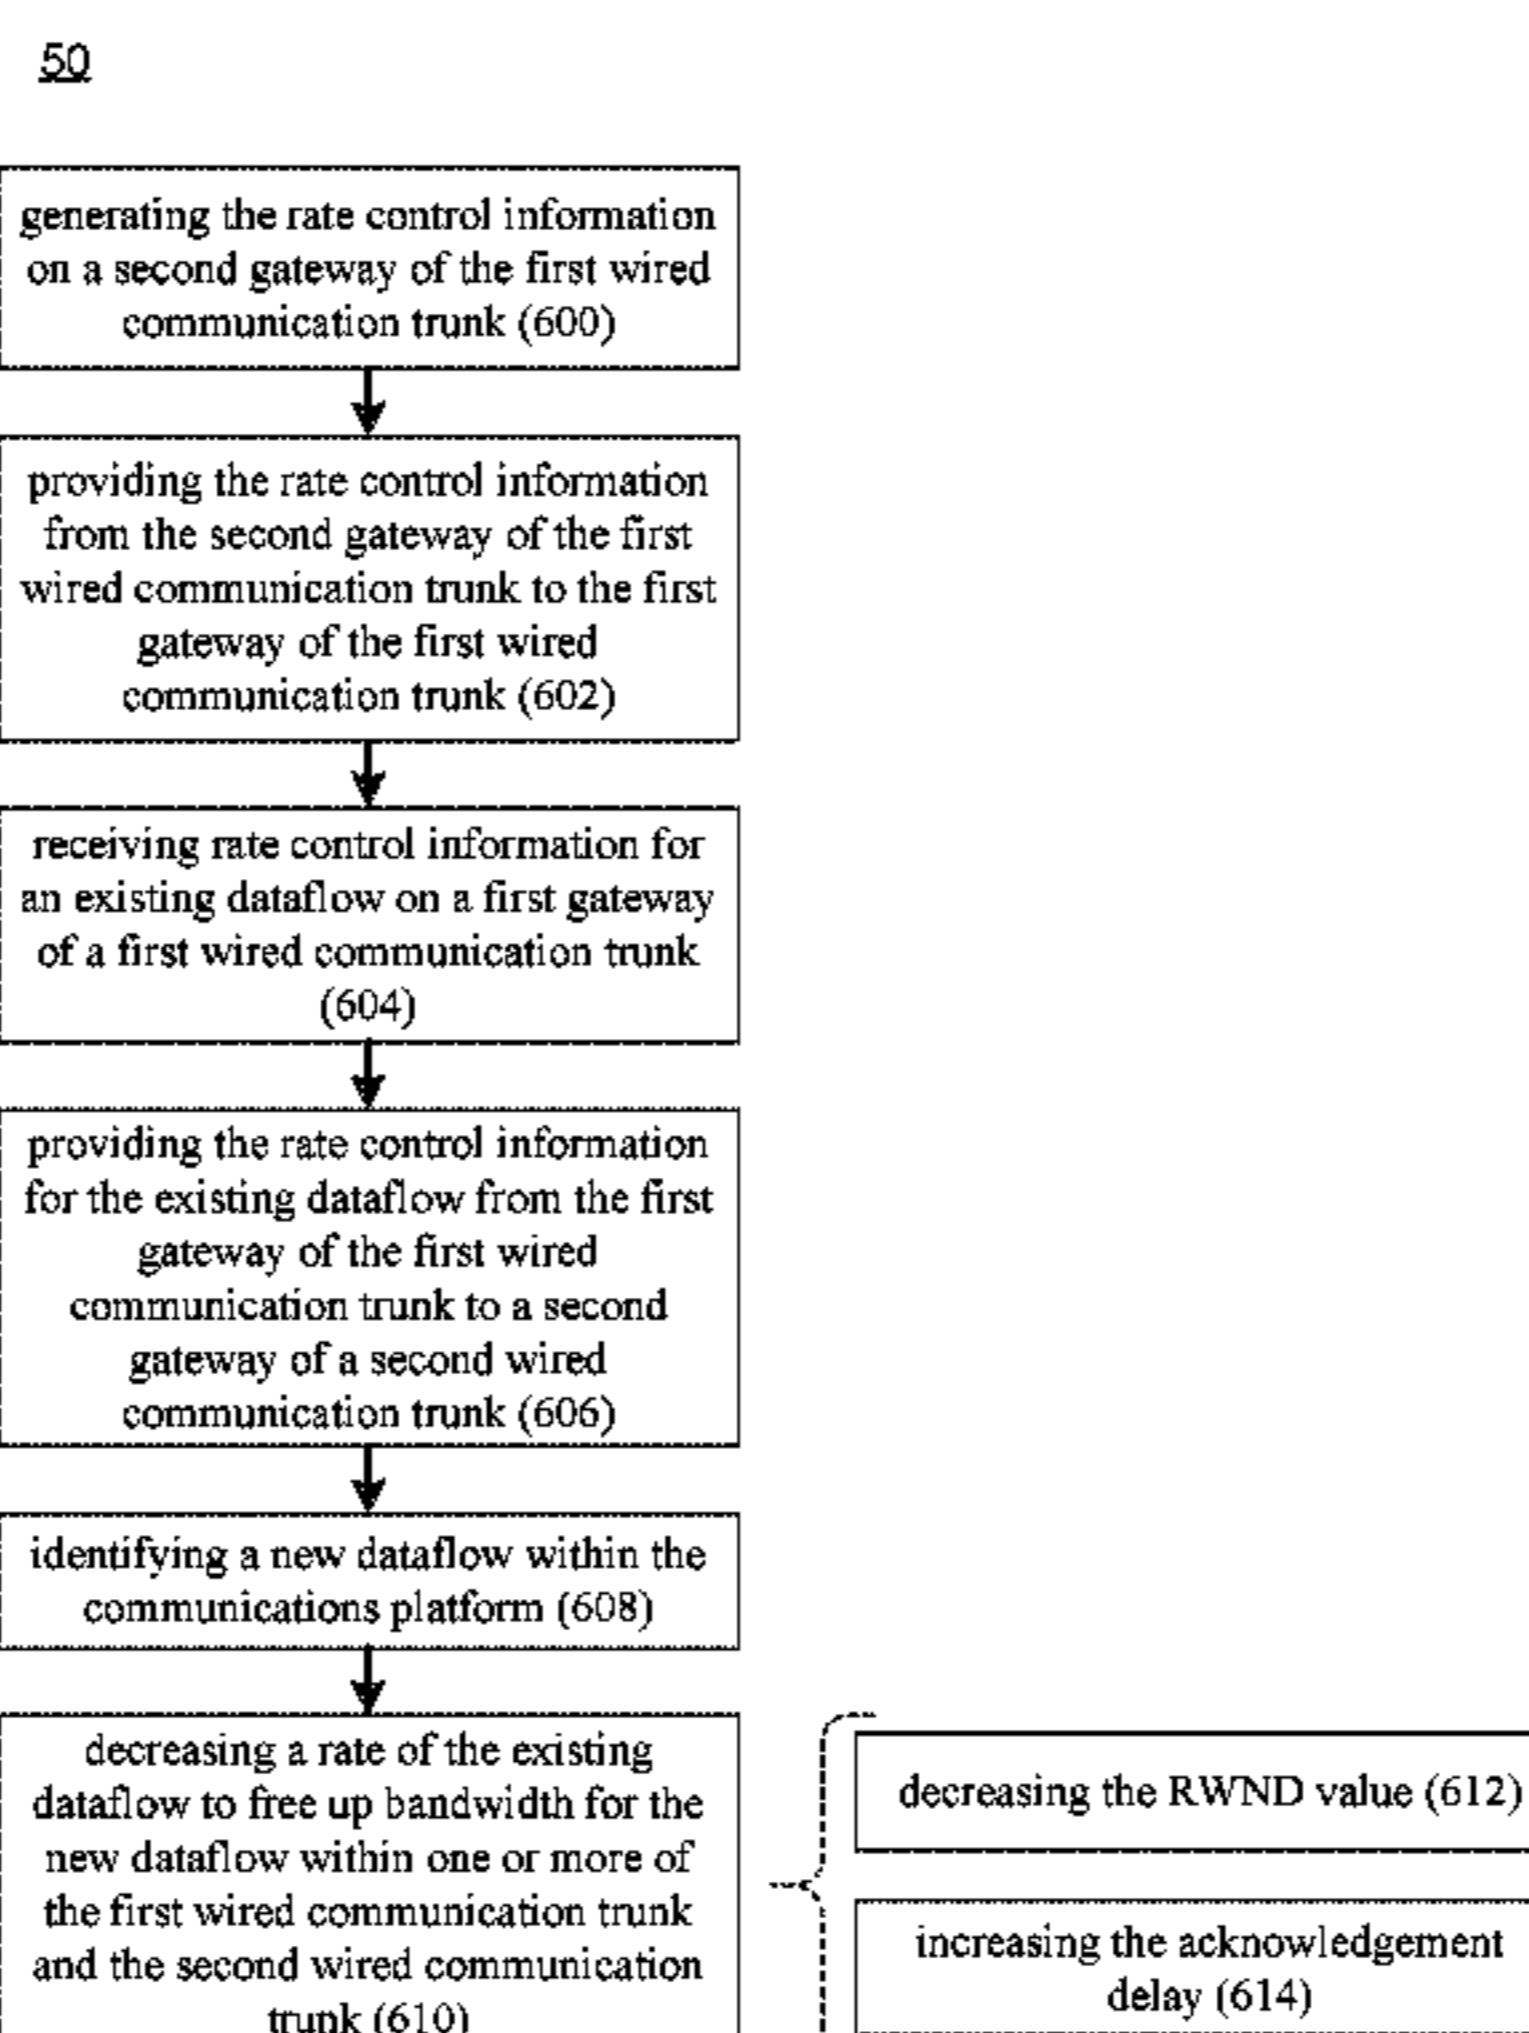 50
generating the rate control information
on a second gateway of the first wired
communication trunk (600)
providing the rate control information
from the second gateway of the first
wired communication trunk to the first
gateway of the first wired
communication trunk (602)
receiving rate control information for
an existing dataflow on a first gateway
of a first wired communication trunk
(604)
providing the rate control information
for the existing dataflow from the first
gateway of the first wired
communication trunk to a second
gateway of a second wired
communication trunk (606)
identifying a new dataflow within the
communications platform (608)
decreasing a rate of the existing
dataflow to free up bandwidth for the
new dataflow within one or more of
the first wired communication trunk
and the second wired communication
trunk (610)
decreasing the RWND value (612)
increasing the acknowledgement
delay (614)